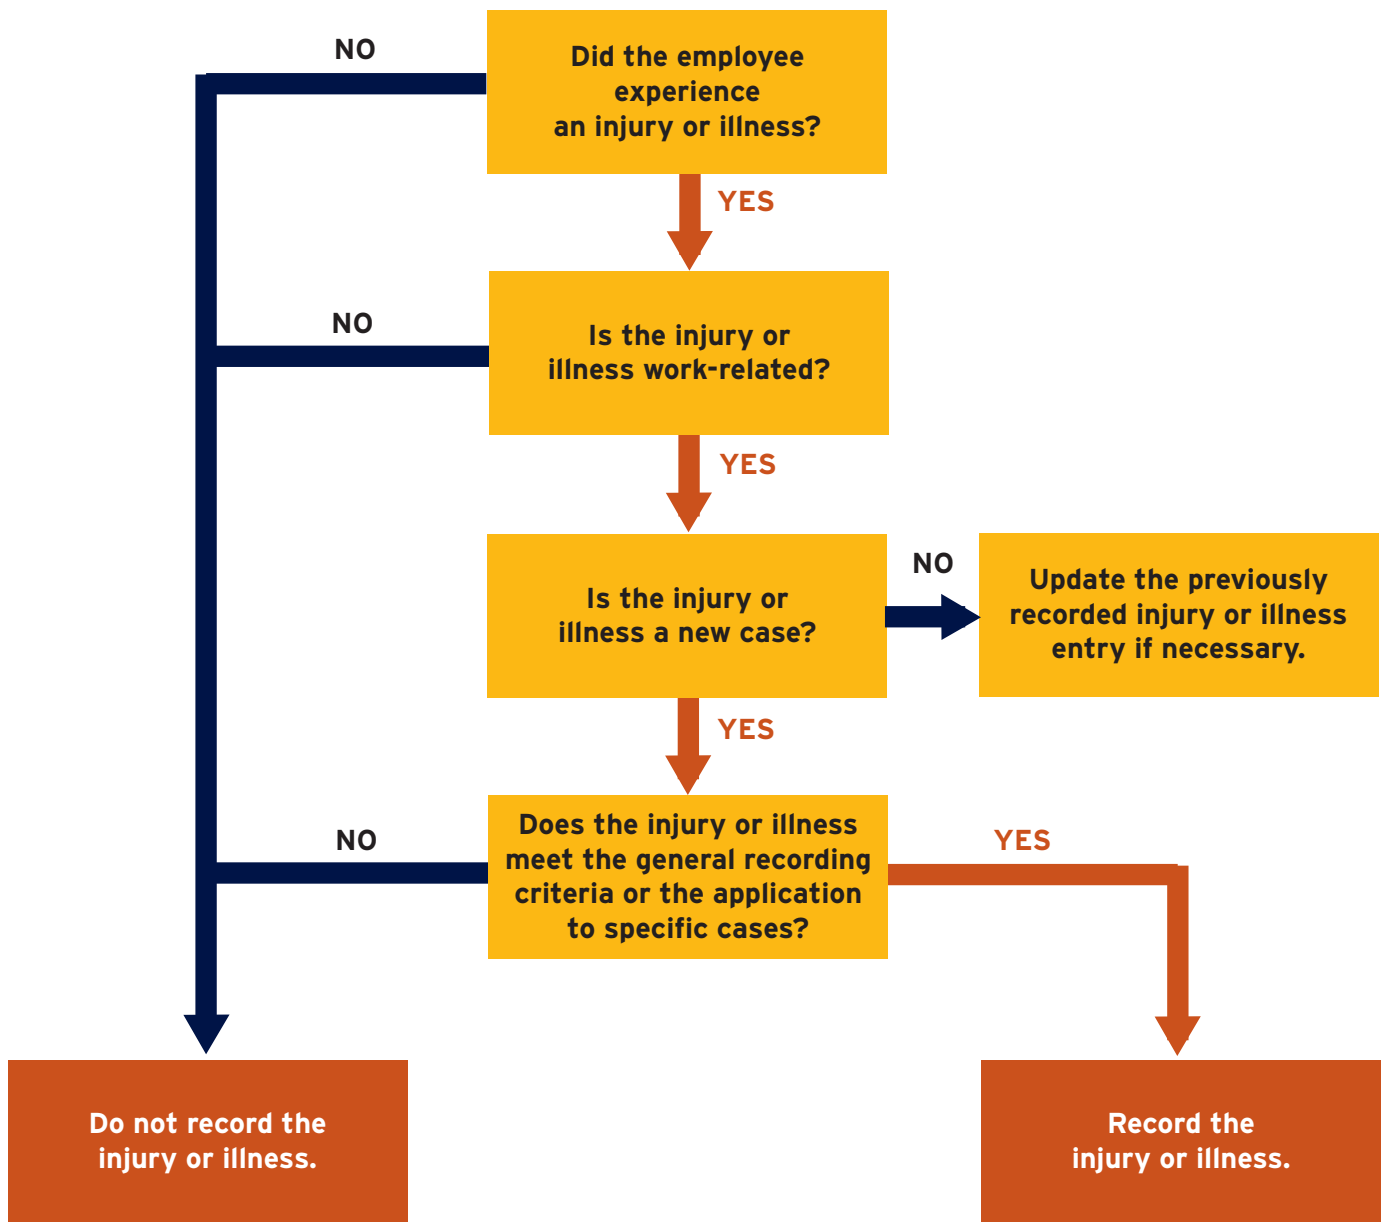 NO
Did the employee
experience
an injury or illness?
YES
NO
Is the injury or
illness work-related?
YES
Is the injury or
illness a new case?
NO
Update the previously
recorded injury or illness
entry if necessary.
YES
NO
Does the injury or illness
meet the general recording
criteria or the application
to specific cases?
YES
Do not record the
injury or illness.
Record the
injury or illness.